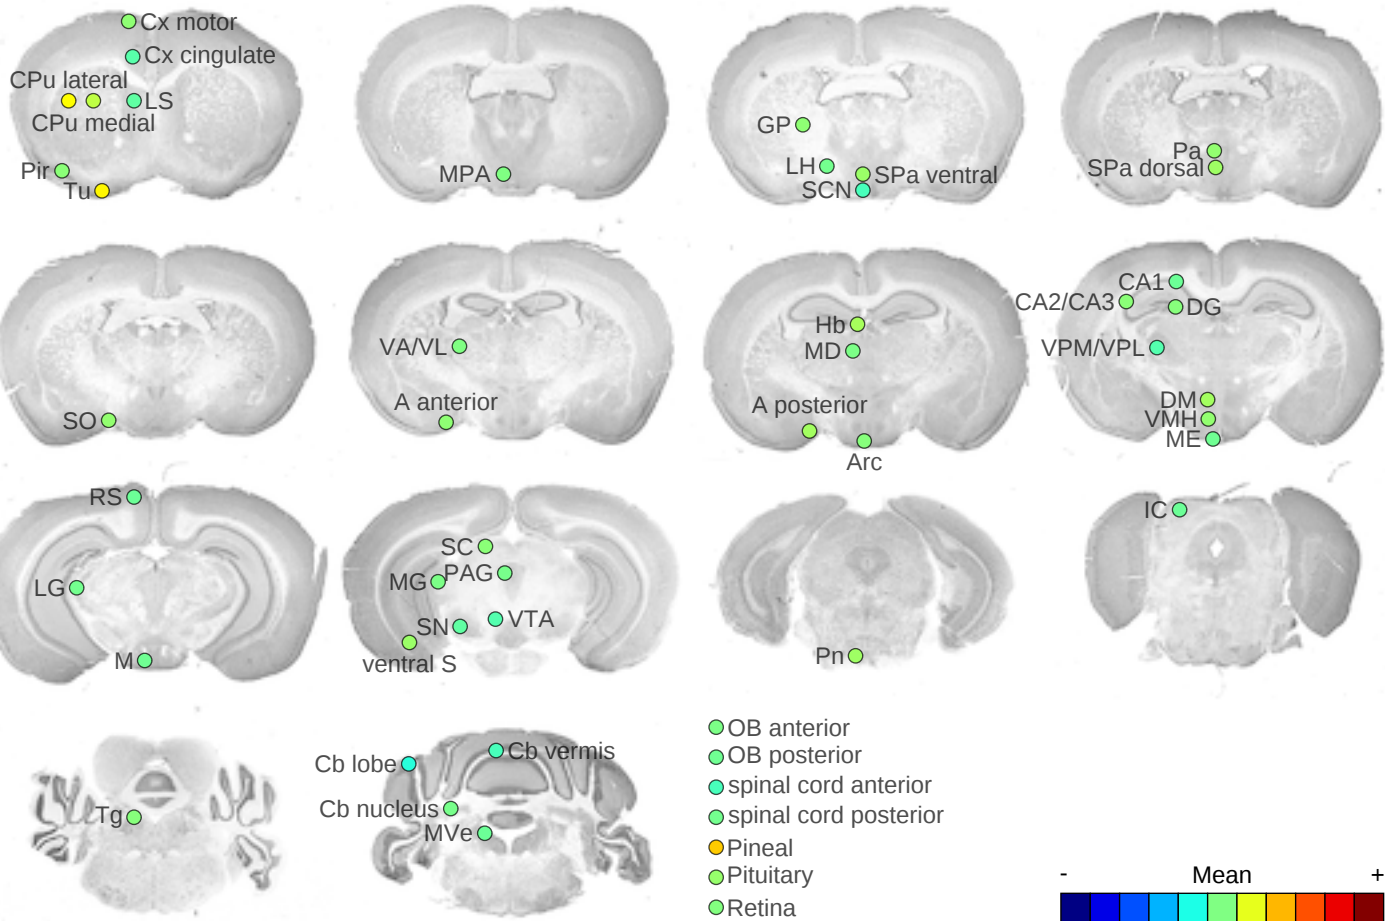 Cx motor
Cx cingulate
CPu lateral
LS
CPu medial
Pir
Tu
MPA
GP
LH
SPa ventral
SCN
Pa
SPa dorsal
SO
VA/VL
A anterior
Hb
MD
A posterior
Arc
CA1
CA2/CA3
DG
VPM/VPL
DM
VMH
ME
RS
LG
M
SC
PAG
MG
SN
VTA
ventral S
Pn
IC
Tg
Cb lobe
Cb vermis
Cb nucleus
MVe
OB anterior
OB posterior
spinal cord anterior
spinal cord posterior
Pineal
Pituitary
Retina
- Mean +